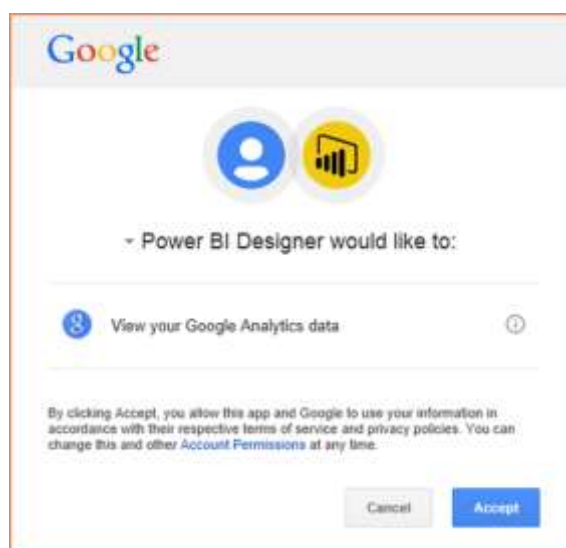 Google
Power BI Designer would like to:
View your Google Analytics data
By clicking Accept, you allow this app and Google to use your information in
accordance with their respective terms of service and privacy policies. You can
change this and other Account Permissions at any time.
Cancel Accept